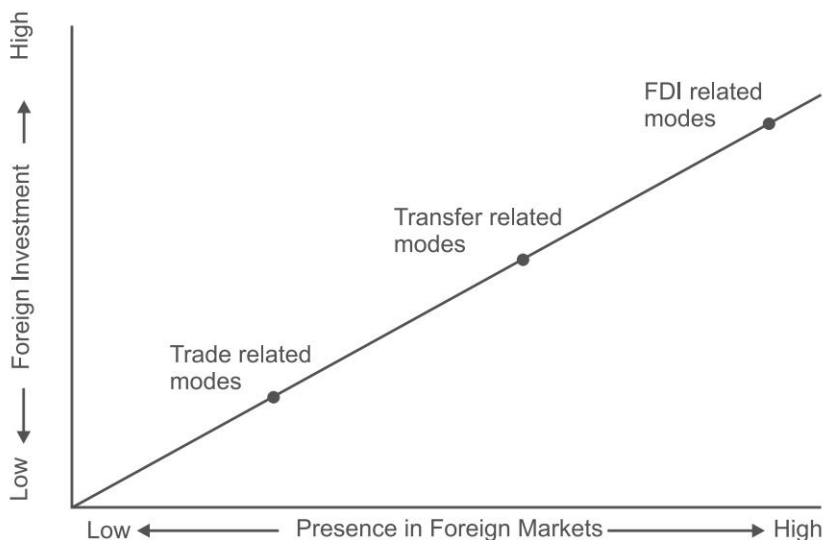 High
Foreign Investment
Low
FDI related
modes
Transfer related
modes
Trade related
modes
Low
Presence in Foreign Markets
High